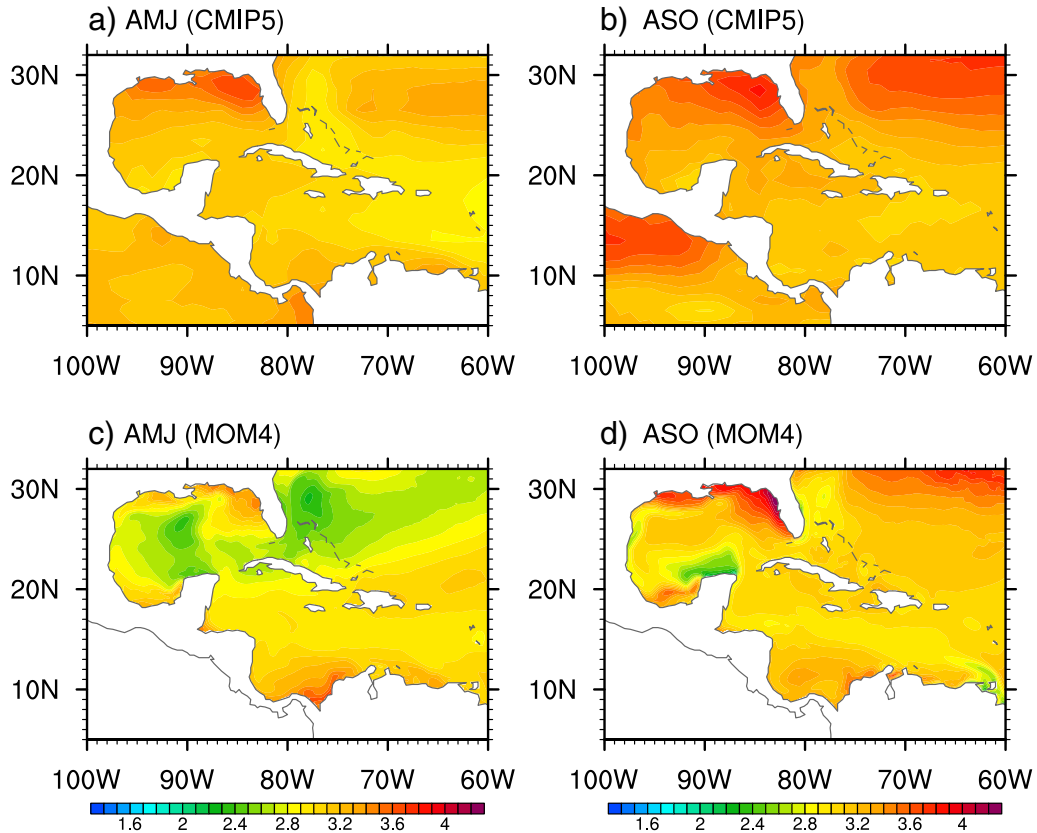 a) AMJ (CMIP5)
b) ASO (CMIP5)
30N
20N
10N
100W 90W 80W 70W 60W
30N
20N
10N
100W 90W 80W 70W 60W
c) AMJ (MOM4)
d) ASO (MOM4)
30N
20N
10N
100W 90W 80W 70W 60W
30N
20N
10N
100W 90W 80W 70W 60W
1.6 2 2.4 2.8 3.2 3.6 4
1.6 2 2.4 2.8 3.2 3.6 4